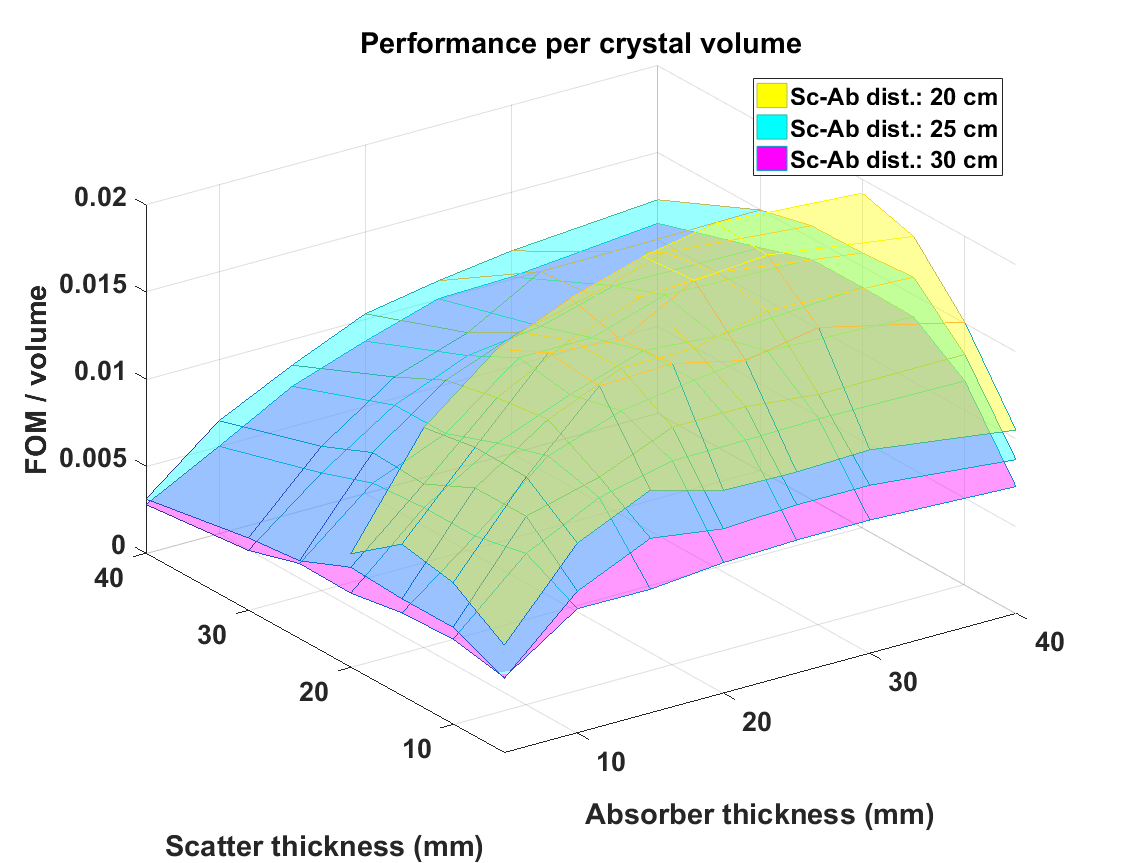 Performance per crystal volume
Sc-Ab dist.: 20 cm
Sc-Ab dist.: 25 cm
Sc-Ab dist.: 30 cm
0.02
0.015
0.01
0.005
0
FOM / volume
40
30
20
10
Scatter thickness (mm)
10
20
30
40
Absorber thickness (mm)